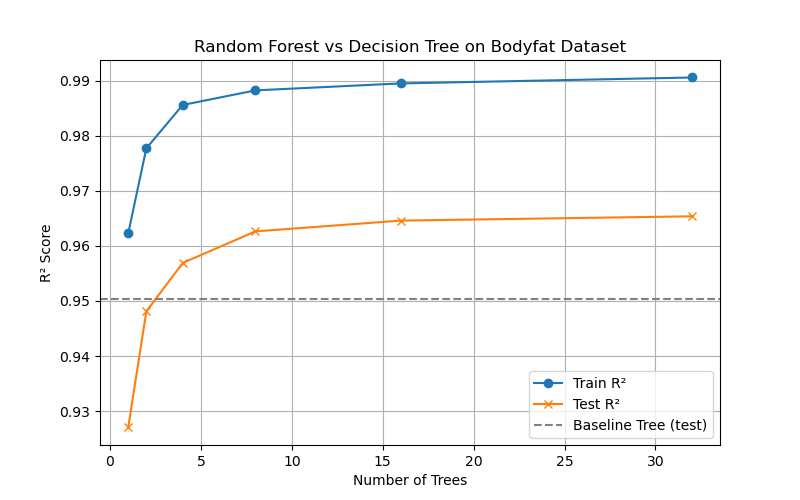 Random Forest vs Decision Tree on Bodyfat Dataset
R² Score
0.99
0.98
0.97
0.96
0.95
0.94
0.93
Train R²
Test R²
Baseline Tree (test)
0 5 10 15 20 25 30
Number of Trees